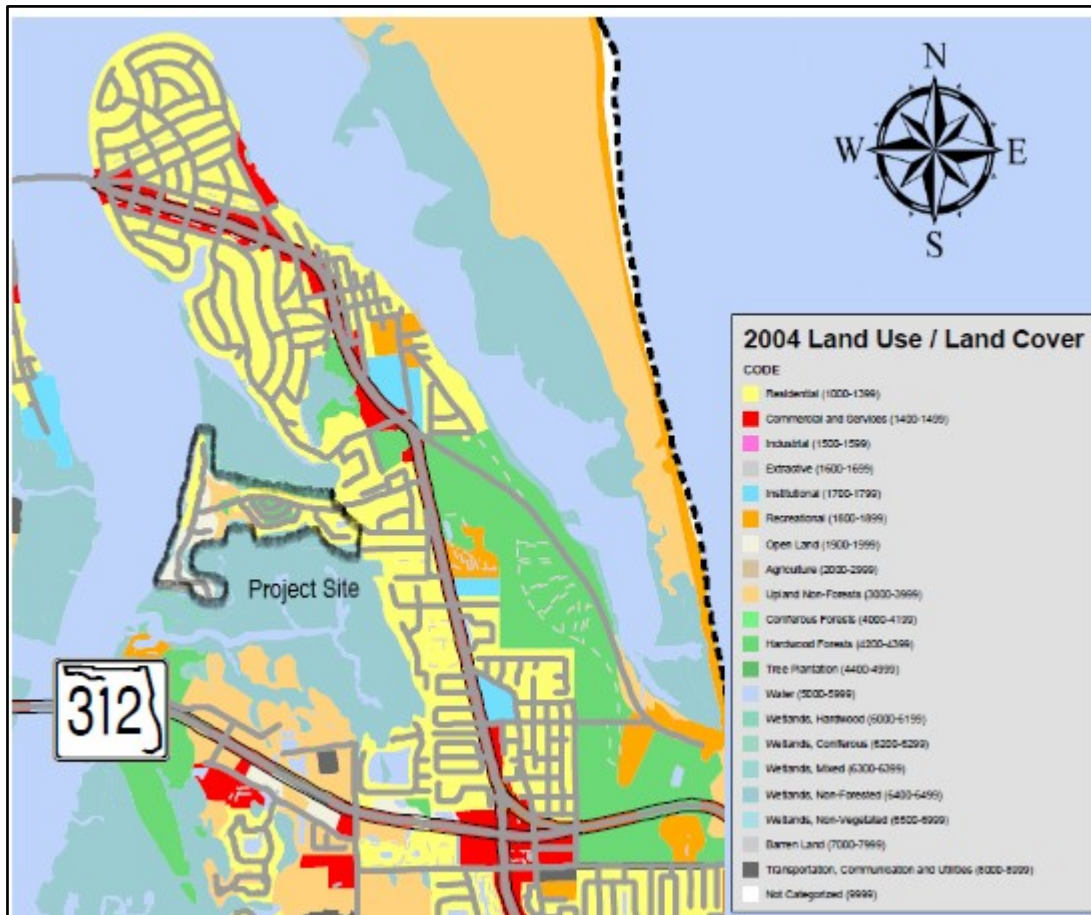 N
W E
S
2004 Land Use / Land Cover
CODE
Residential (1000-1399)
Commercial and Services (1400-1499)
Industrial (1500-1599)
Extractive (1600-1699)
Institutional (1700-1799)
Recreational (1800-1899)
Open Land (1900-1999)
Agriculture (2000-2999)
Upland Non-Forests (3000-3999)
Coniferous Forests (4000-4199)
Hardwood Forests (4200-4399)
Tree Plantation (4400-4999)
Water (5000-5999)
Wetlands, Hardwood (6000-6199)
Wetlands, Coniferous (6200-6299)
Wetlands, Mixed (6300-6399)
Wetlands, Non-Forested (6400-6499)
Wetlands, Non-Vegetated (6500-6999)
Barren Land (7000-7999)
Transportation, Communication and Utilities (8000-8999)
Not Categorized (9999)
Project Site
312